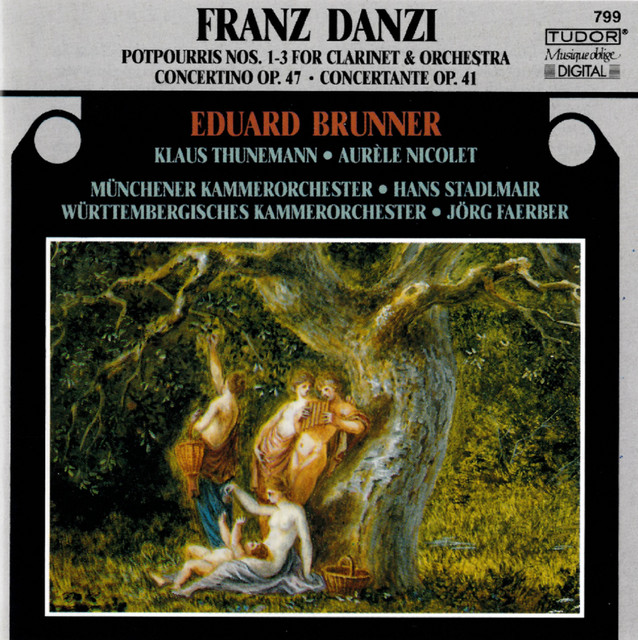 FRANZ DANZI
POTPOURRIS NOS. 1-3 FOR CLARINET & ORCHESTRA
CONCERTINO OP. 47 · CONCERTANTE OP. 41
799
TUDOR®
Musique oblige
DIGITAL
EDUARD BRUNNER
KLAUS THUNEMANN • AURÈLE NICOLET
MÜNCHENER KAMMERORCHESTER • HANS STADLMAIR
WÜRTTEMBERGISCHES KAMMERORCHESTER • JÖRG FAERBER